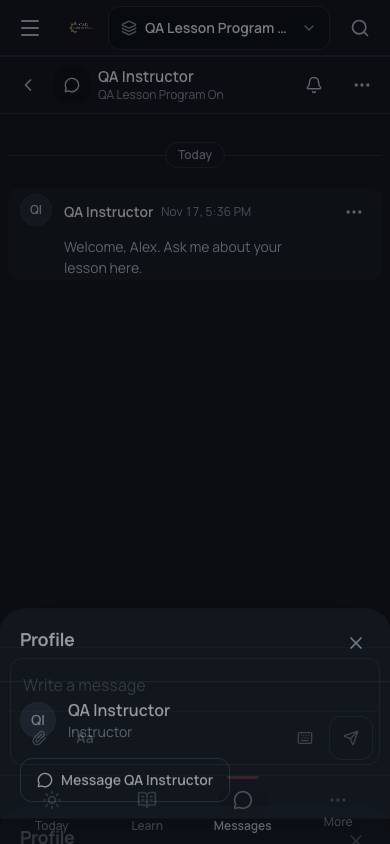 QA Lesson Program ...
QA Instructor
QA Lesson Program On
Today
QI
QA Instructor Nov 17, 5:36 PM
Welcome, Alex. Ask me about your
lesson here.
Profile
Write a message
QI
QA Instructor
Instructor
Aa
Message QA Instructor
Today
Learn
Messages
More
Profile